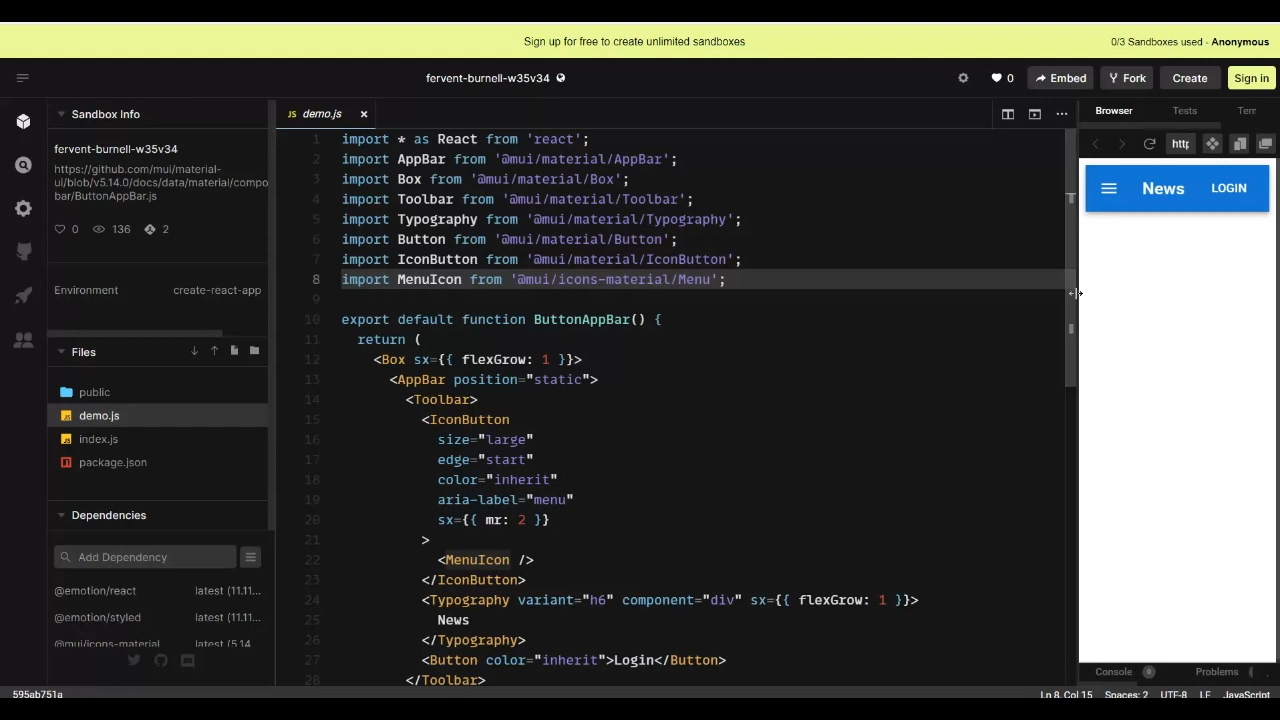 Sign up for free to create unlimited sandboxes
0/3 Sandboxes used - Anonymous
fervent-burnell-w35v34
0
Embed
Fork
Create
Sign in
Sandbox Info
fervent-burnell-w35v34
https://github.com/mui/material-
ui/blob/v5.14.0/docs/data/material/compo
bar/ButtonAppBar.js
0
136
2
Environment
create-react-app
Files
public
demo.js
index.js
package.json
Dependencies
Add Dependency
@emotion/react
latest (11.11...
@emotion/styled
latest (11.11...
@mui/icons-material
latest (5.14
JS demo.js
1 import * as React from 'react';
2 import AppBar from '@mui/material/AppBar';
3 import Box from '@mui/material/Box';
4 import Toolbar from '@mui/material/Toolbar';
5 import Typography from '@mui/material/Typography';
6 import Button from '@mui/material/Button';
7 import IconButton from '@mui/material/IconButton';
8 import MenuIcon from '@mui/icons-material/Menu';
9
10 export default function ButtonAppBar() {
11 return (
12 <Box sx={{ flexGrow: 1 }}>
13 <AppBar position="static">
14 <Toolbar>
15 <IconButton
16 size="large"
17 edge="start"
18 color="inherit"
19 aria-label="menu"
20 sx={{ mr: 2 }}
21 >
22 <MenuIcon />
23 </IconButton>
24 <Typography variant="h6" component="div" sx={{ flexGrow: 1 }}>
25 News
26 </Typography>
27 <Button color="inherit">Login</Button>
28 </Toolbar>
Browser
Tests
Tern
http
News
LOGIN
Console
0
Problems
595ab751a
Ln 8, Col 15
Spaces: 2
UTF-8
LF
JavaScript